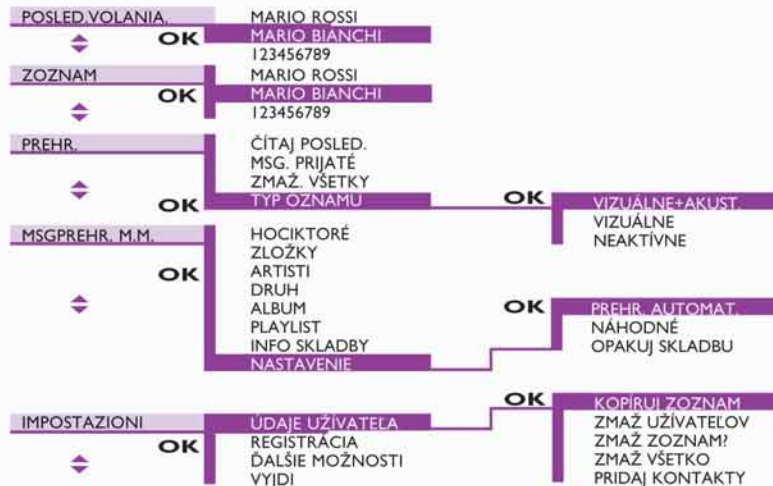 POSLED.VOLANIA.
OK
MARIO ROSSI
MARIO BIANCHI
123456789
ZOZNAM
OK
MARIO ROSSI
MARIO BIANCHI
123456789
PREHR.
OK
ČÍTAJ POSLED.
MSG. PRIJATÉ
ZMAŽ. VŠETKY
TYP OZNAMU
OK
VIZUÁLNE+AKUST.
VIZUÁLNE
NEAKTÍVNE
MSGPREHR. M.M.
OK
HOCIKTORÉ
ZLOŽKY
ARTISTI
DRUH
ALBUM
PLAYLIST
INFO SKLADBY
NASTAVENIE
OK
PREHR. AUTOMAT.
NÁHODNÉ
OPAKUJ SKLADBU
IMPOSTAZIONI
OK
ÚDAJE UŽÍVATEĽA
REGISTRÁCIA
ĎALŠIE MOŽNOSTI
VYJDI
OK
KOPÍRUJ ZOZNAM
ZMAŽ UŽÍVATEĽOV
ZMAŽ ZOZNAM?
ZMAŽ VŠETKO
PRIDAJ KONTAKTY